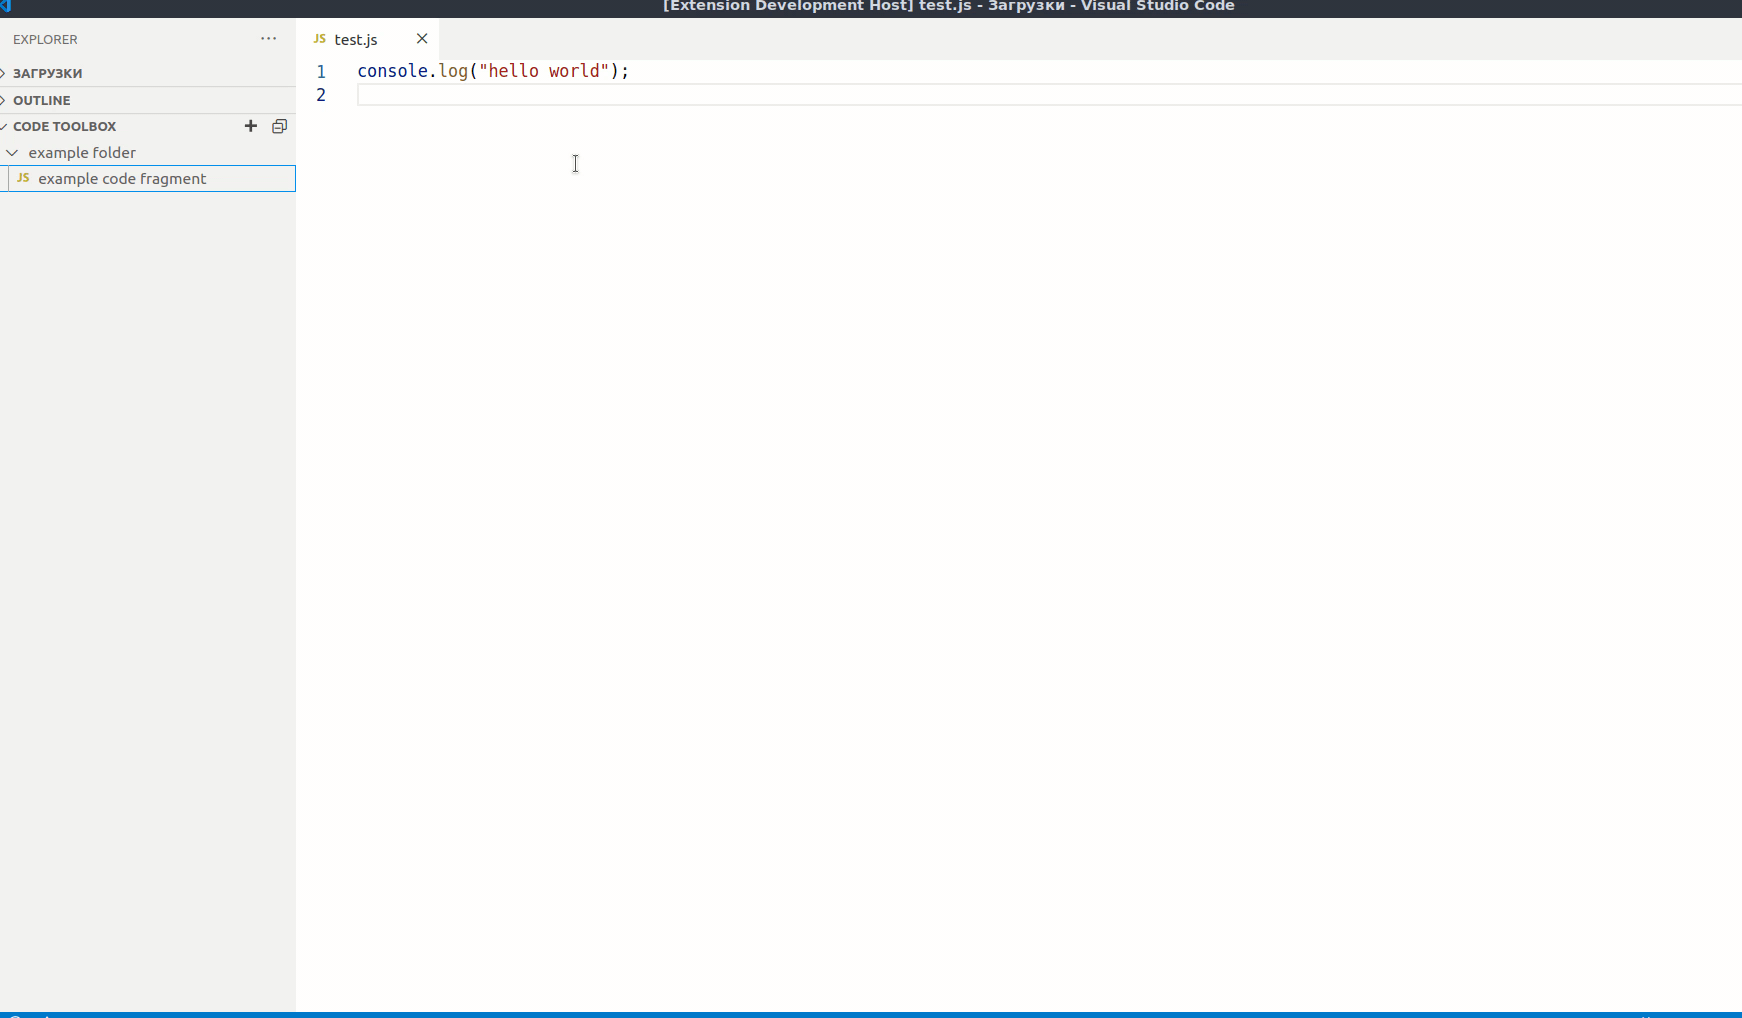 [Extension Development Host] test.js - Загрузки - Visual Studio Code
EXPLORER
ЗАГРУЗКИ
OUTLINE
CODE TOOLBOX
example folder
JS example code fragment
JS test.js
1 console.log("hello world");
2